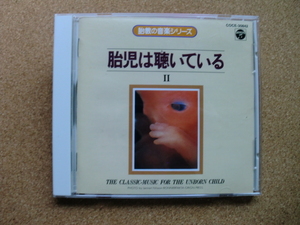 胎教の音楽シリーズ
胎児は聴いている
II
THE CLASSIC-MUSIC FOR THE UNBORN CHILD